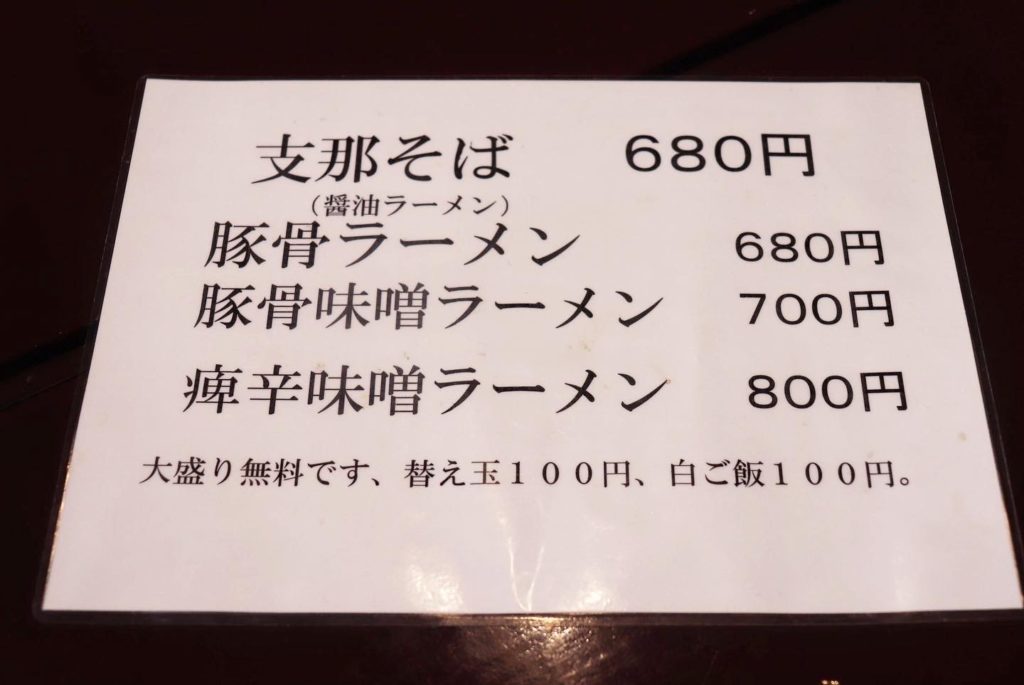 支那そば 680円
(醤油ラーメン)
豚骨ラーメン 680円
豚骨味噌ラーメン 700円
痺辛味噌ラーメン 800円
大盛り無料です、替え玉１００円、白ご飯１００円。